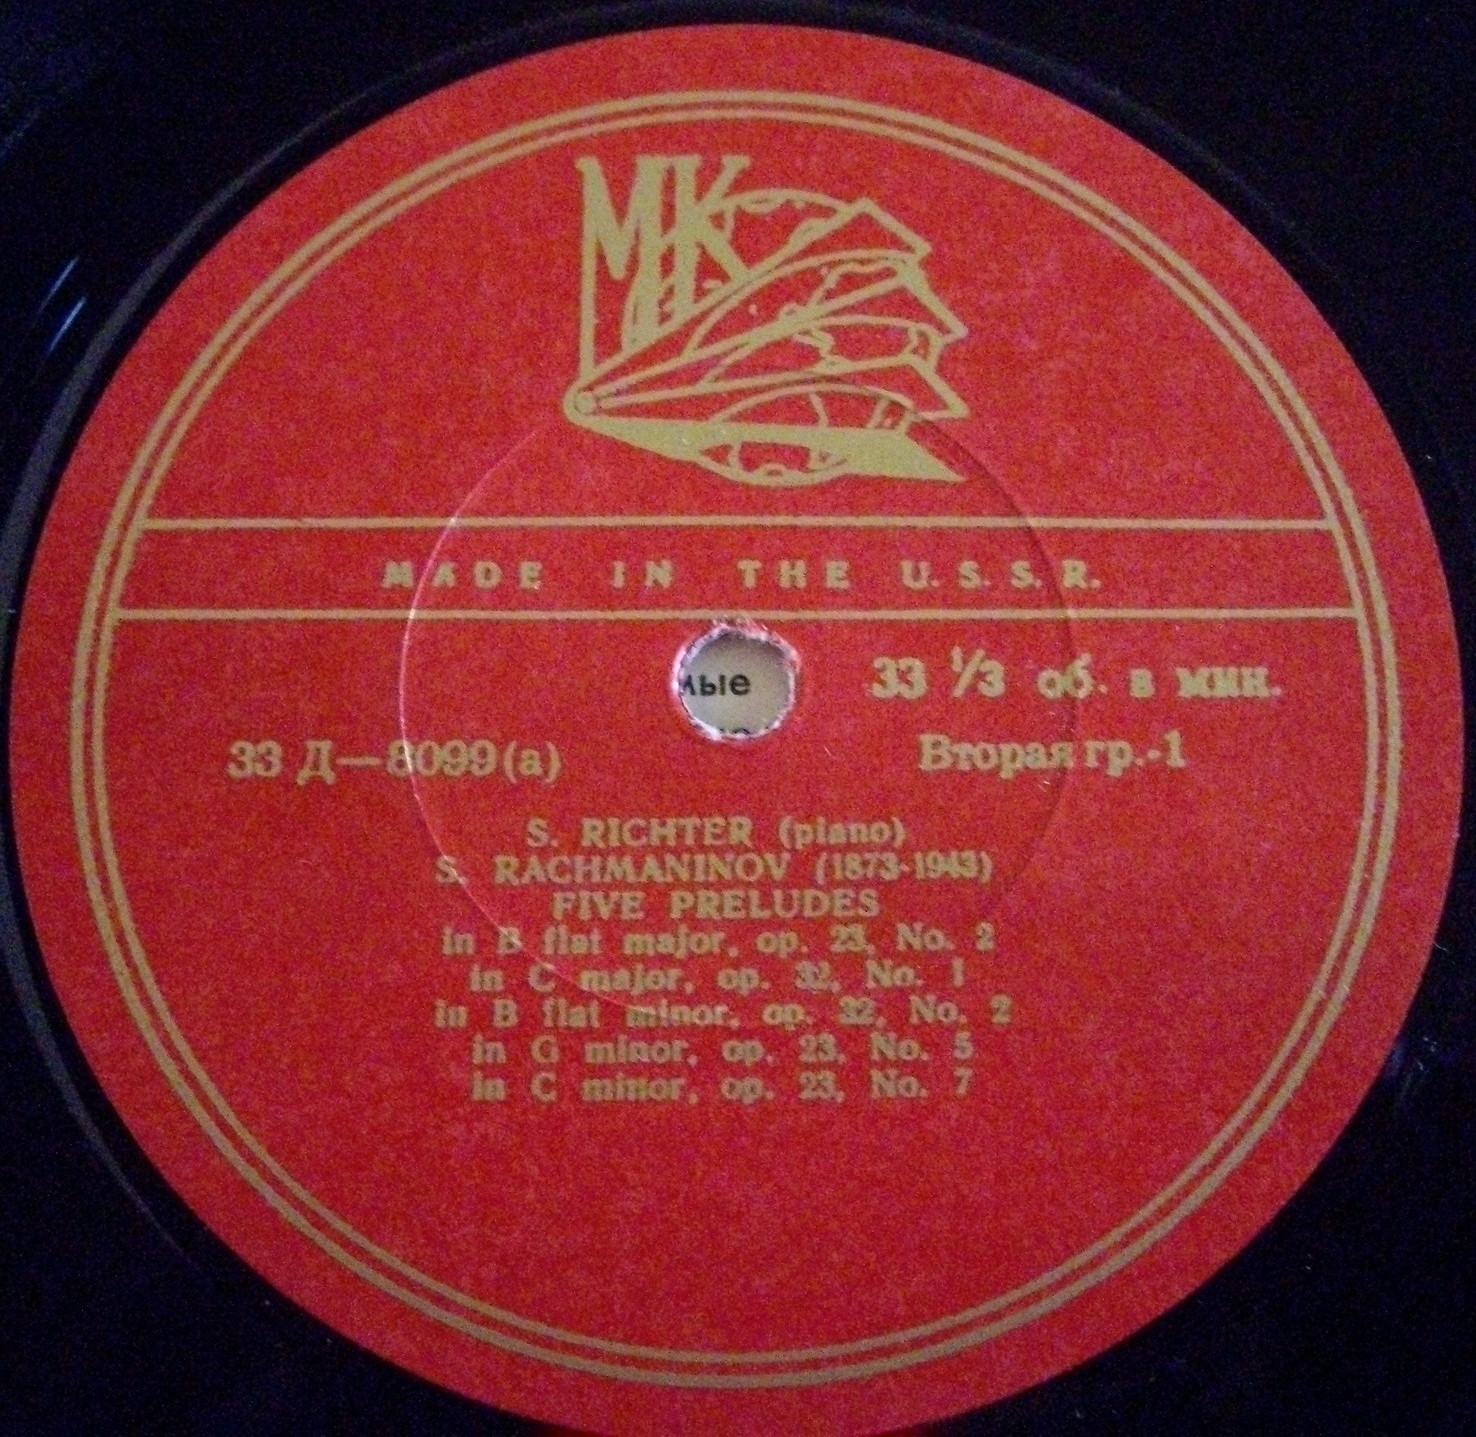 МК
MADE IN THE U.S.S.R.
33 ⅓ об. в мин.
лые
33 Д—8099(а)
Вторая гр.-1
S. RICHTER (piano)
S. RACHMANINOV (1873-1943)
FIVE PRELUDES
in B flat major, op. 23, No. 2
in C major, op. 32, No. 1
in B flat minor, op. 32, No. 2
in G minor, op. 23, No. 5
in C minor, op. 23, No. 7